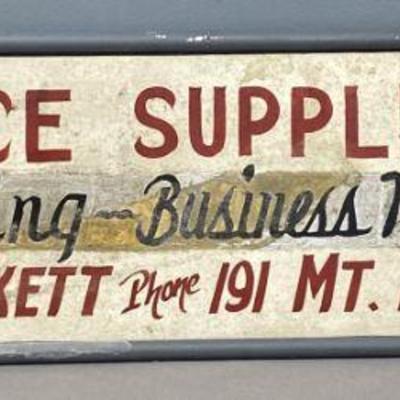 CE SUPPL
ng - Business
KETT Phone 191 MT.